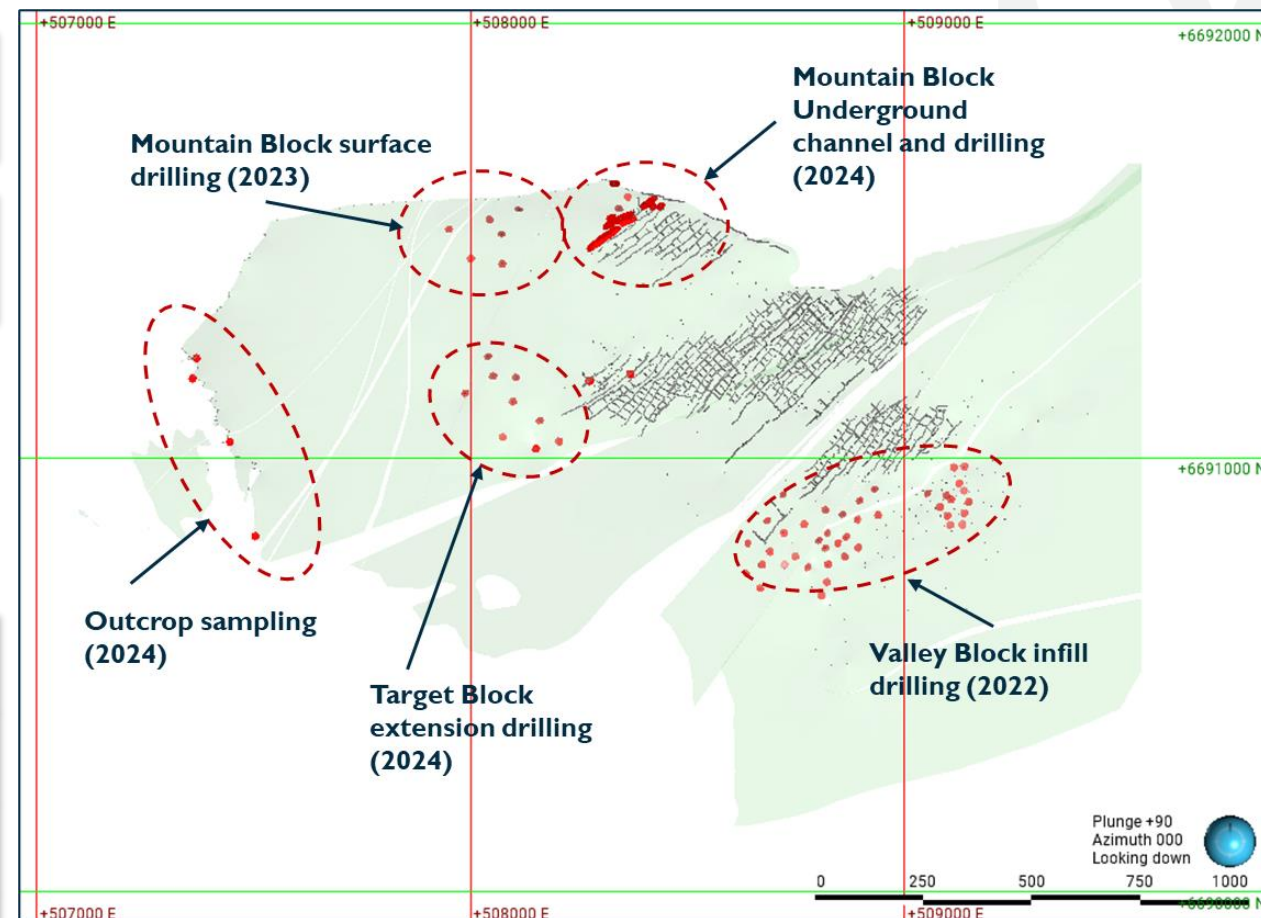 +507000 E
+508000 E
+509000 E
+6692000 N
Mountain Block
Underground
channel and drilling
(2024)
Mountain Block surface
drilling (2023)
+6691000 N
Outcrop sampling
(2024)
Target Block
extension drilling
(2024)
Valley Block infill
drilling (2022)
Plunge +90
Azimuth 000
Looking down
0 250 500 750 1000
+6690000 N
+507000 E
+508000 E
+509000 E